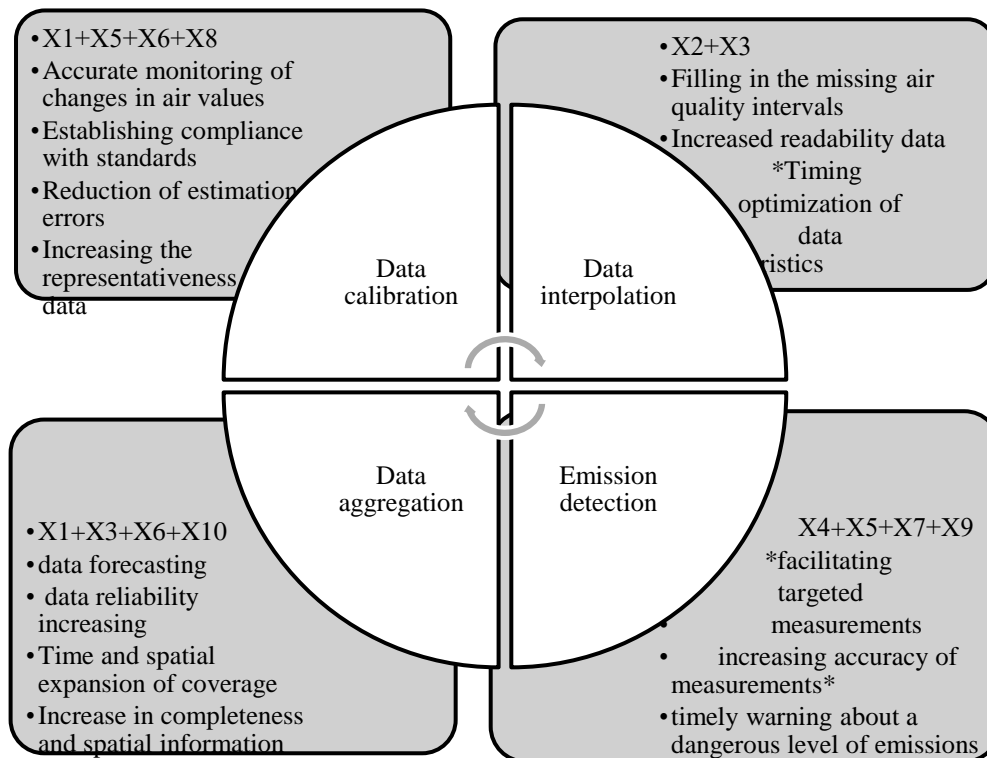 •X1+X5+X6+X8
•Accurate monitoring of
changes in air values
•Establishing compliance
with standards
•Reduction of estimation
errors
•Increasing the
representativeness
data
•X2+X3
•Filling in the missing air
quality intervals
•Increased readability data
*Timing
optimization of
data
ristics
Data
calibration
Data
interpolation
Data
aggregation
Emission
detection
•X1+X3+X6+X10
•data forecasting
• data reliability
increasing
•Time and spatial
expansion of coverage
•Increase in completeness
and spatial information
X4+X5+X7+X9
*facilitating
targeted
• measurements
• increasing accuracy of
measurements*
•timely warning about a
dangerous level of emissions